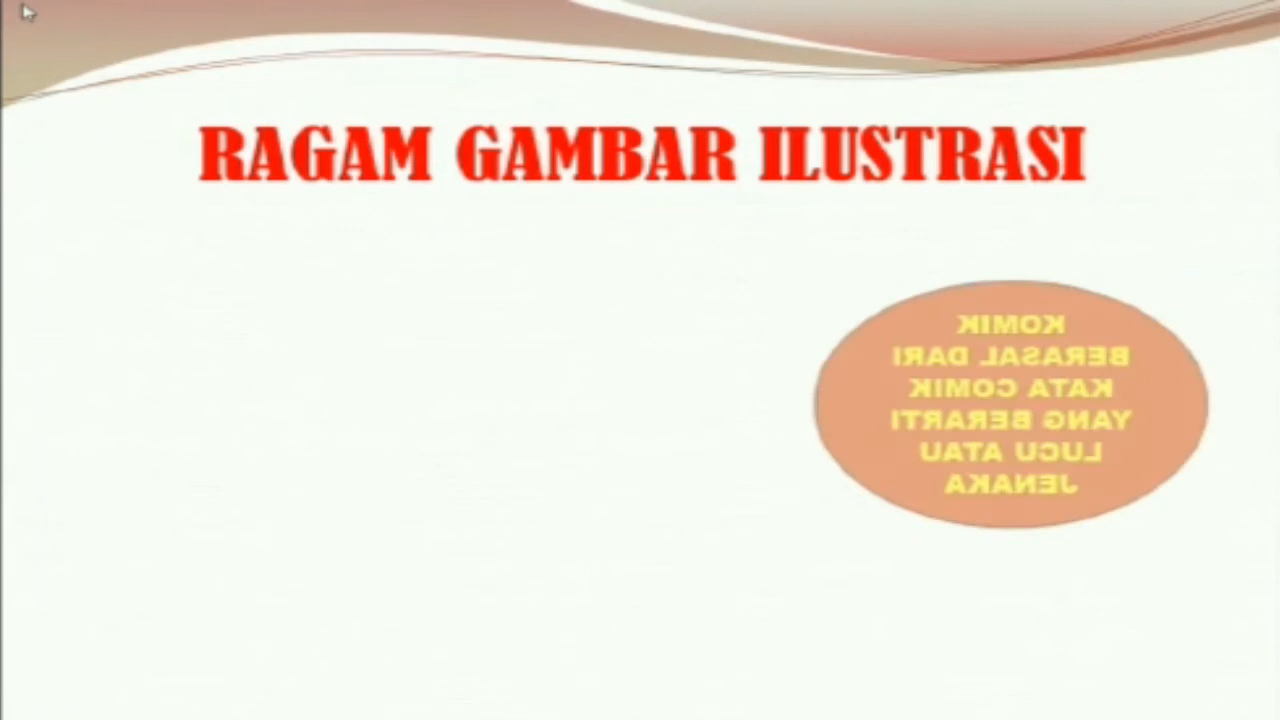 RAGAM GAMBAR ILUSTRASI
KOMIK
BERASAL DARI
KATA COMIK
YANG BERARTI
LUCU ATAU
JENAKA